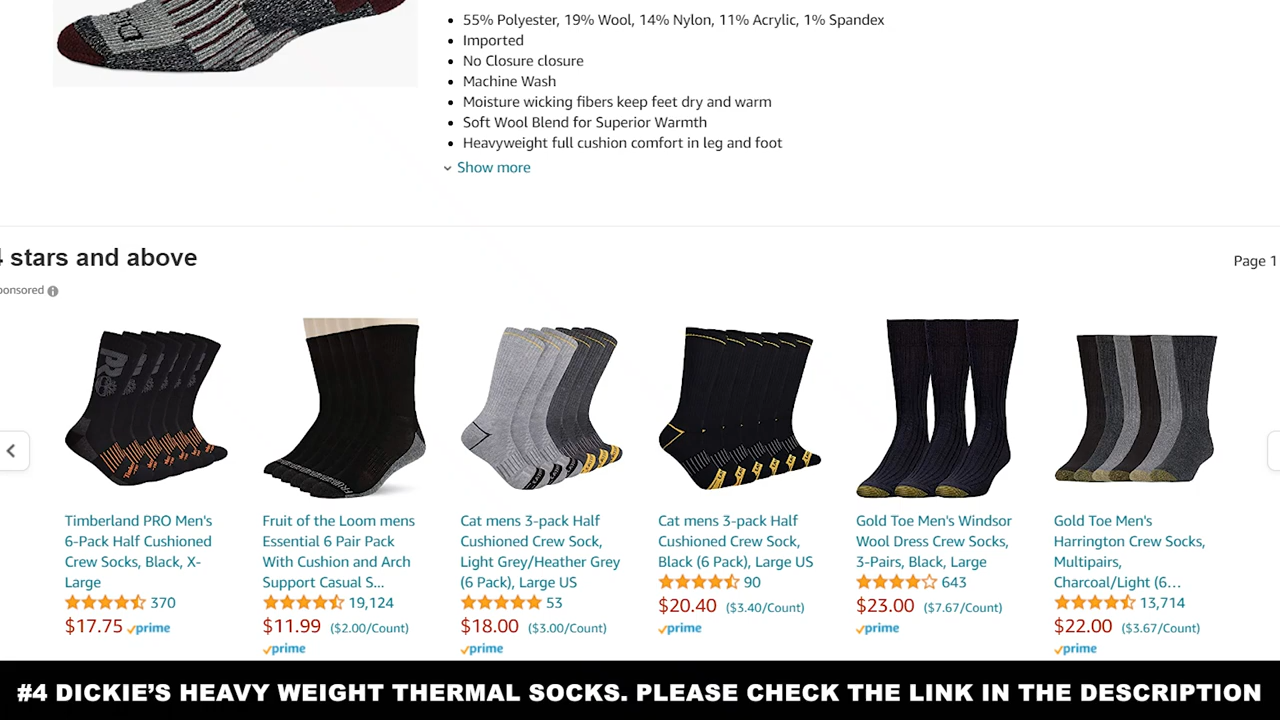 55% Polyester, 19% Wool, 14% Nylon, 11% Acrylic, 1% Spandex
Imported
No Closure closure
Machine Wash
Moisture wicking fibers keep feet dry and warm
Soft Wool Blend for Superior Warmth
Heavyweight full cushion comfort in leg and foot
Show more
4 stars and above
Page 1
ponsored
Timberland PRO Men's
6-Pack Half Cushioned
Crew Socks, Black, X-
Large
370
$17.75 prime
Fruit of the Loom mens
Essential 6 Pair Pack
With Cushion and Arch
Support Casual S...
19,124
$11.99 ($2.00/Count)
prime
Cat mens 3-pack Half
Cushioned Crew Sock,
Light Grey/Heather Grey
(6 Pack), Large US
53
$18.00 ($3.00/Count)
prime
Cat mens 3-pack Half
Cushioned Crew Sock,
Black (6 Pack), Large US
90
$20.40 ($3.40/Count)
prime
Gold Toe Men's Windsor
Wool Dress Crew Socks,
3-Pairs, Black, Large
643
$23.00 ($7.67/Count)
prime
Gold Toe Men's
Harrington Crew Socks,
Multipairs,
Charcoal/Light (6...
13,714
$22.00 ($3.67/Count)
prime
#4 DICKIE'S HEAVY WEIGHT THERMAL SOCKS. PLEASE CHECK THE LINK IN THE DESCRIPTION